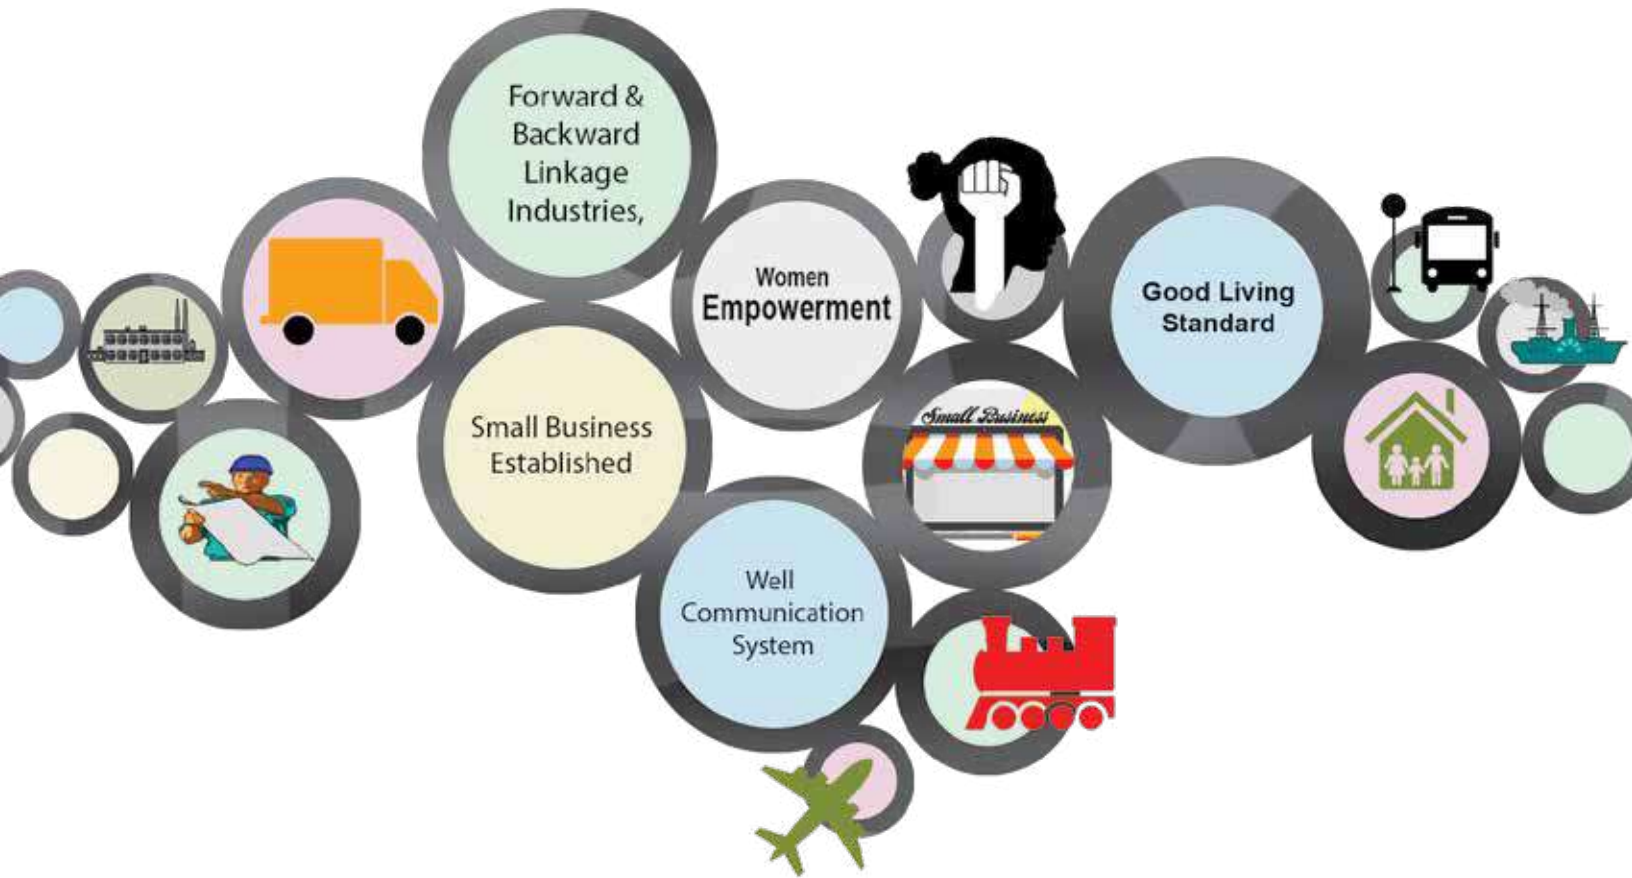 Forward &
Backward
Linkage
Industries,
Women
Empowerment
Good Living
Standard
Small Business
Small Business
Established
Well
Communication
System